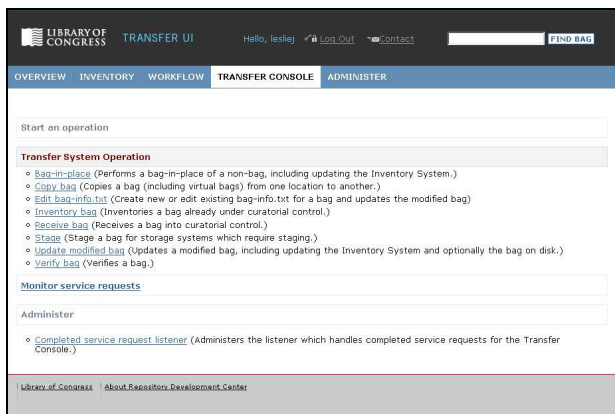 LIBRARY OF CONGRESS TRANSFER UI Hello, lesliej Log Out Contact FIND BAG
OVERVIEW INVENTORY WORKFLOW TRANSFER CONSOLE ADMINISTER
Start an operation
Transfer System Operation
Bag-in-place (Performs a bag-in-place of a non-bag, including updating the Inventory System.)
Copy bag (Copies a bag (including virtual bags) from one location to another.)
Edit bag-info.txt (Create new or edit existing bag-info.txt for a bag and updates the modified bag)
Inventory bag (Inventories a bag already under curatorial control.)
Receive bag (Receives a bag into curatorial control.)
Stage (Stage a bag for storage systems which require staging.)
Update modified bag (Updates a modified bag, including updating the Inventory System and optionally the bag on disk.)
Verify bag (Verifies a bag.)
Monitor service requests
Administer
Completed service request listener (Administers the listener which handles completed service requests for the Transfer
Console.)
Library of Congress About Repository Development Center